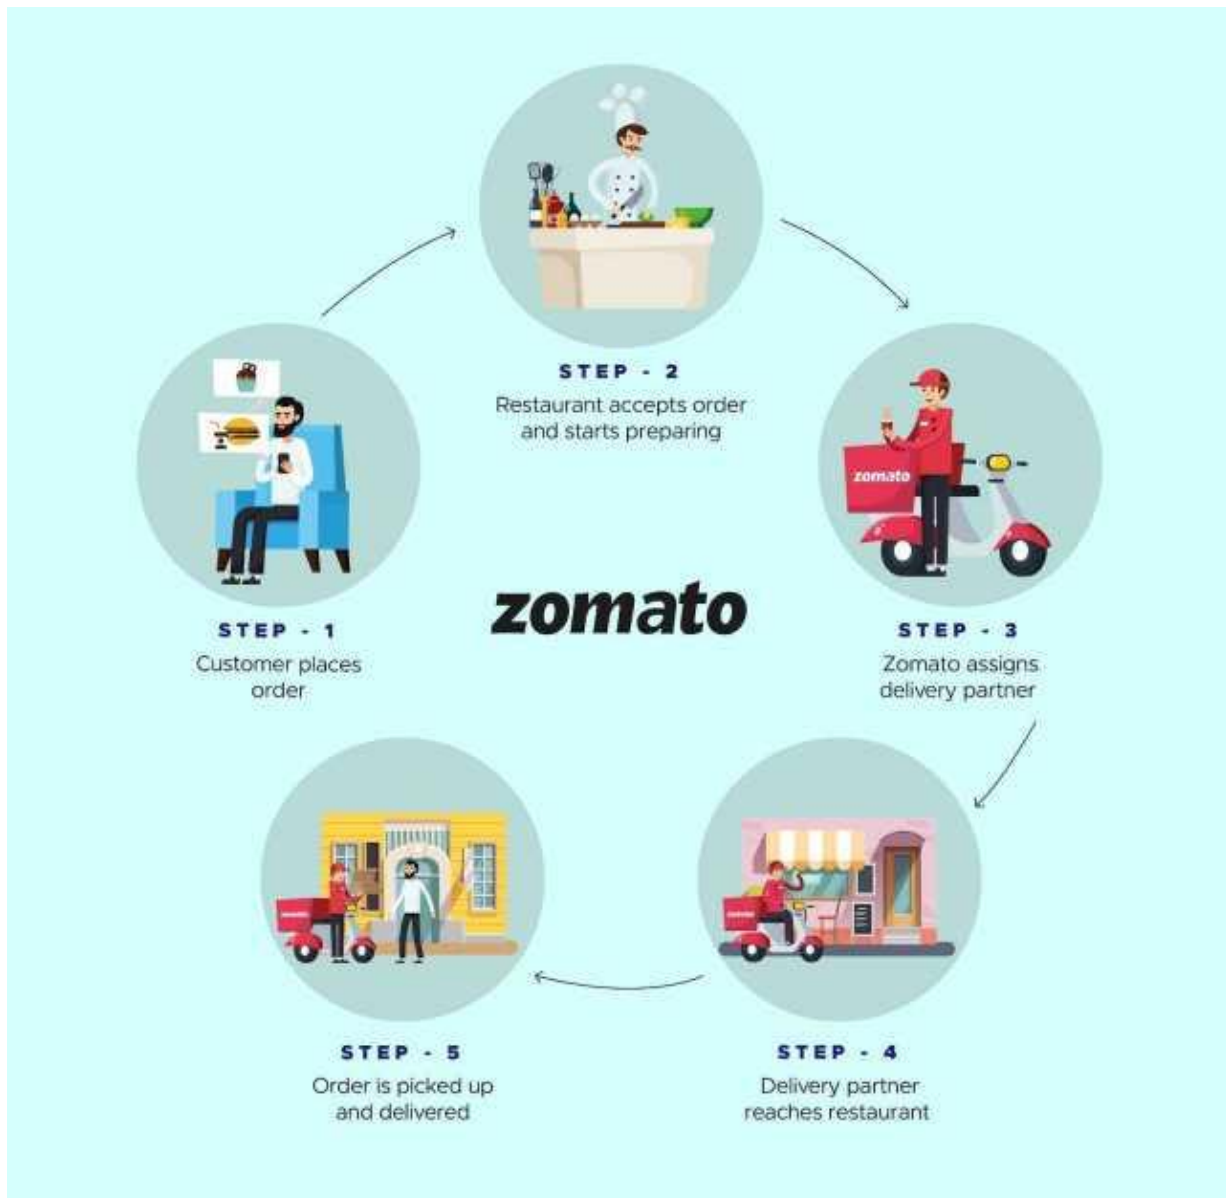 STEP - 2
Restaurant accepts order
and starts preparing
zomato
STEP - 1
Customer places
order
zomato
STEP - 3
Zomato assigns
delivery partner
STEP - 5
Order is picked up
and delivered
STEP - 4
Delivery partner
reaches restaurant